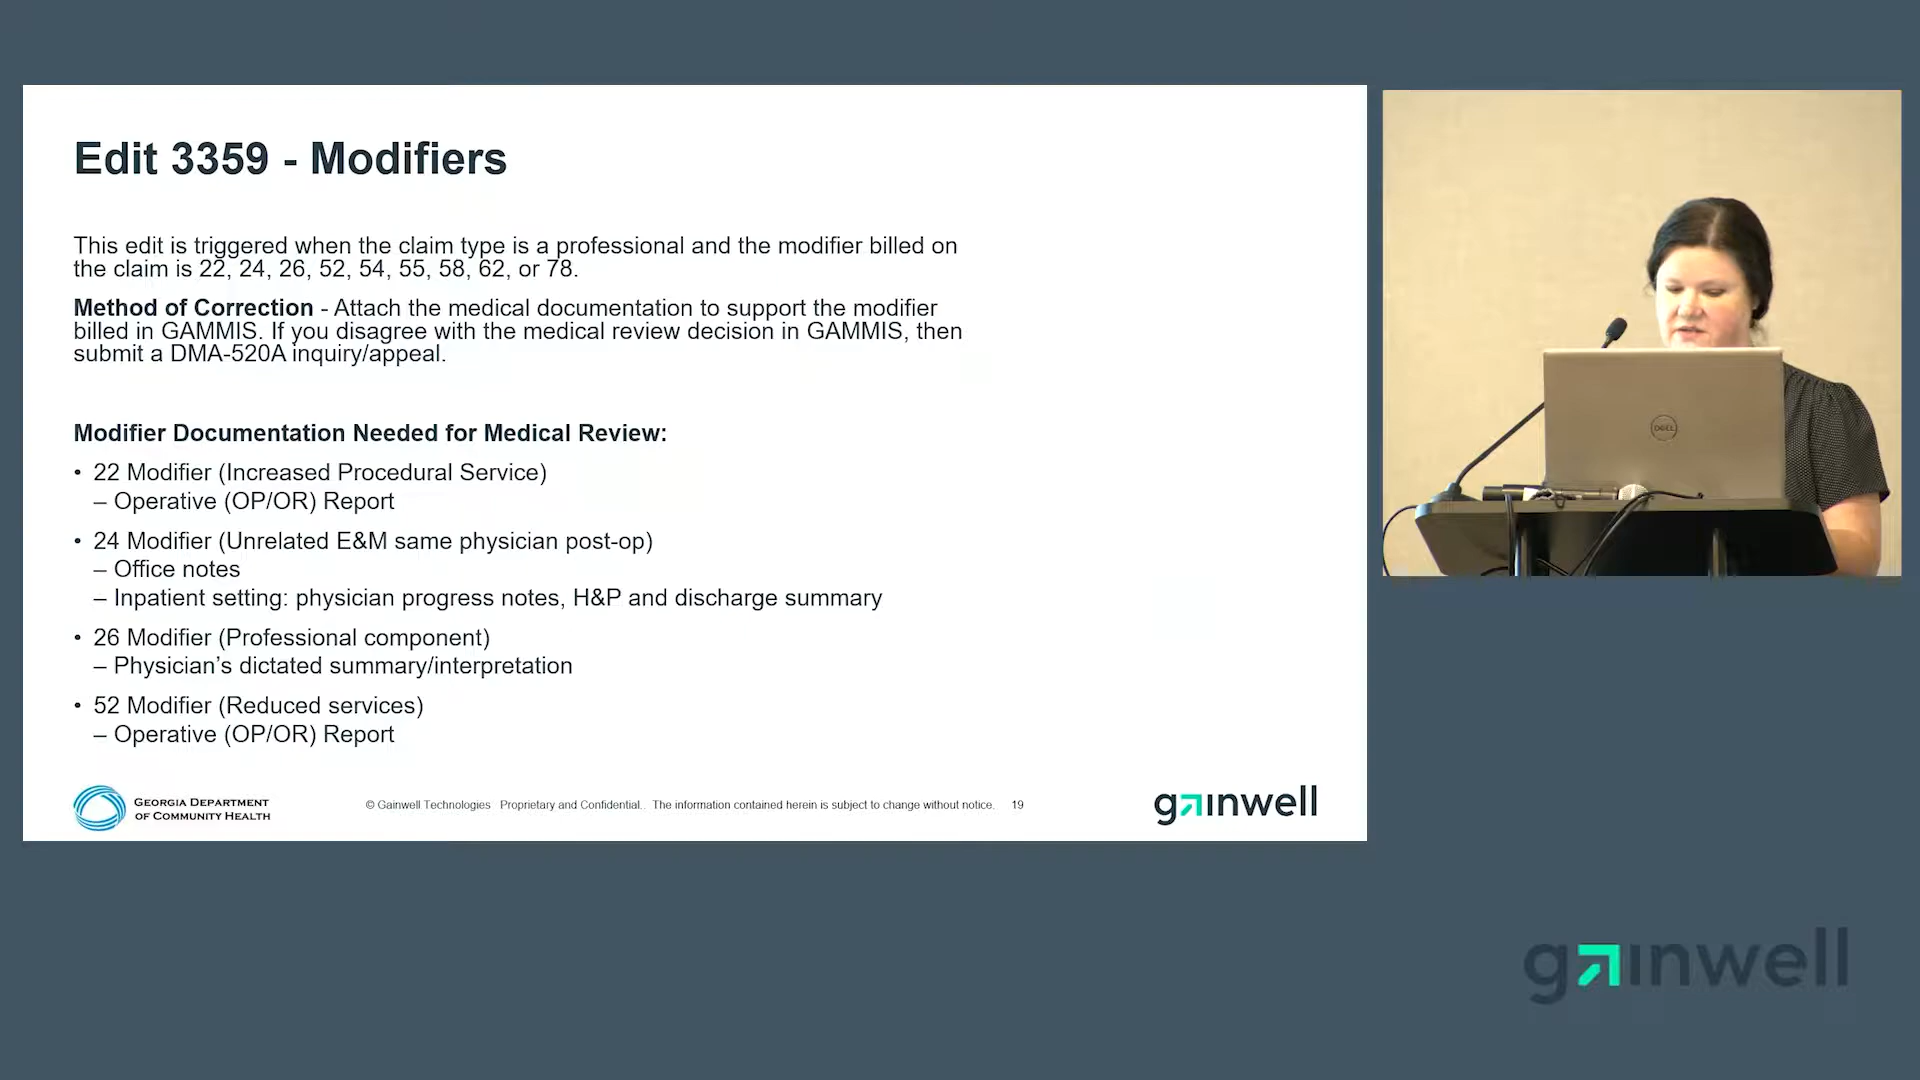 Edit 3359 - Modifiers
This edit is triggered when the claim type is a professional and the modifier billed on
the claim is 22, 24, 26, 52, 54, 55, 58, 62, or 78.
Method of Correction - Attach the medical documentation to support the modifier
billed in GAMMIS. If you disagree with the medical review decision in GAMMIS, then
submit a DMA-520A inquiry/appeal.
Modifier Documentation Needed for Medical Review:
• 22 Modifier (Increased Procedural Service)
– Operative (OP/OR) Report
• 24 Modifier (Unrelated E&M same physician post-op)
– Office notes
– Inpatient setting: physician progress notes, H&P and discharge summary
• 26 Modifier (Professional component)
– Physician’s dictated summary/interpretation
• 52 Modifier (Reduced services)
– Operative (OP/OR) Report
GEORGIA DEPARTMENT
OF COMMUNITY HEALTH
© Gainwell Technologies Proprietary and Confidential.. The information contained herein is subject to change without notice. 19
gainwell
DELL
gainwell